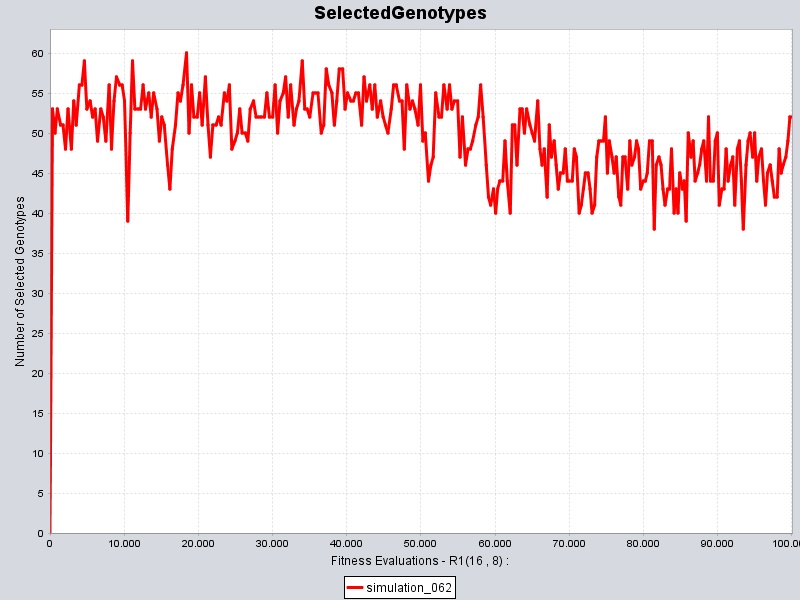 SelectedGenotypes
Number of Selected Genotypes
60
55
50
45
40
35
30
25
20
15
10
5
0
0 10.000 20.000 30.000 40.000 50.000 60.000 70.000 80.000 90.000 100.00
Fitness Evaluations - R1(16 , 8) :
simulation_062